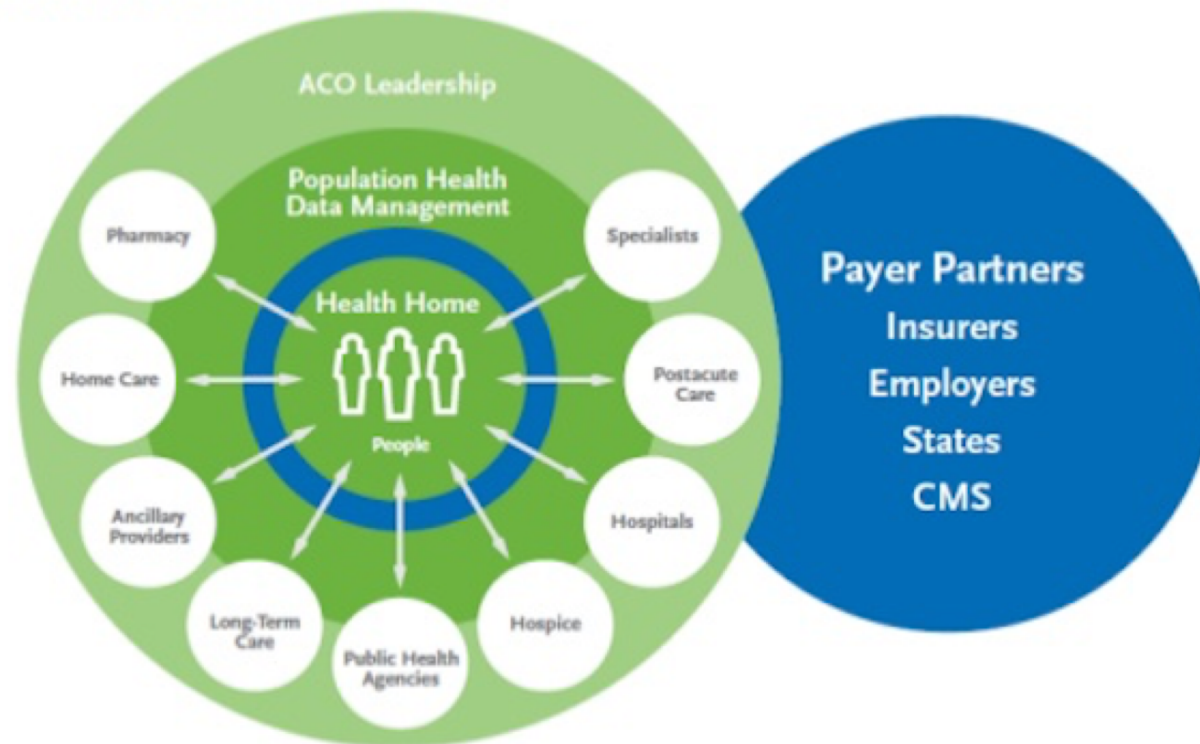 ACO Leadership
Population Health
Data Management
Pharmacy
Specialists
Health Home
Home Care
Postacute
Care
People
Ancillary
Providers
Hospitals
Long-Term
Care
Hospice
Public Health
Agencies
Payer Partners
Insurers
Employers
States
CMS